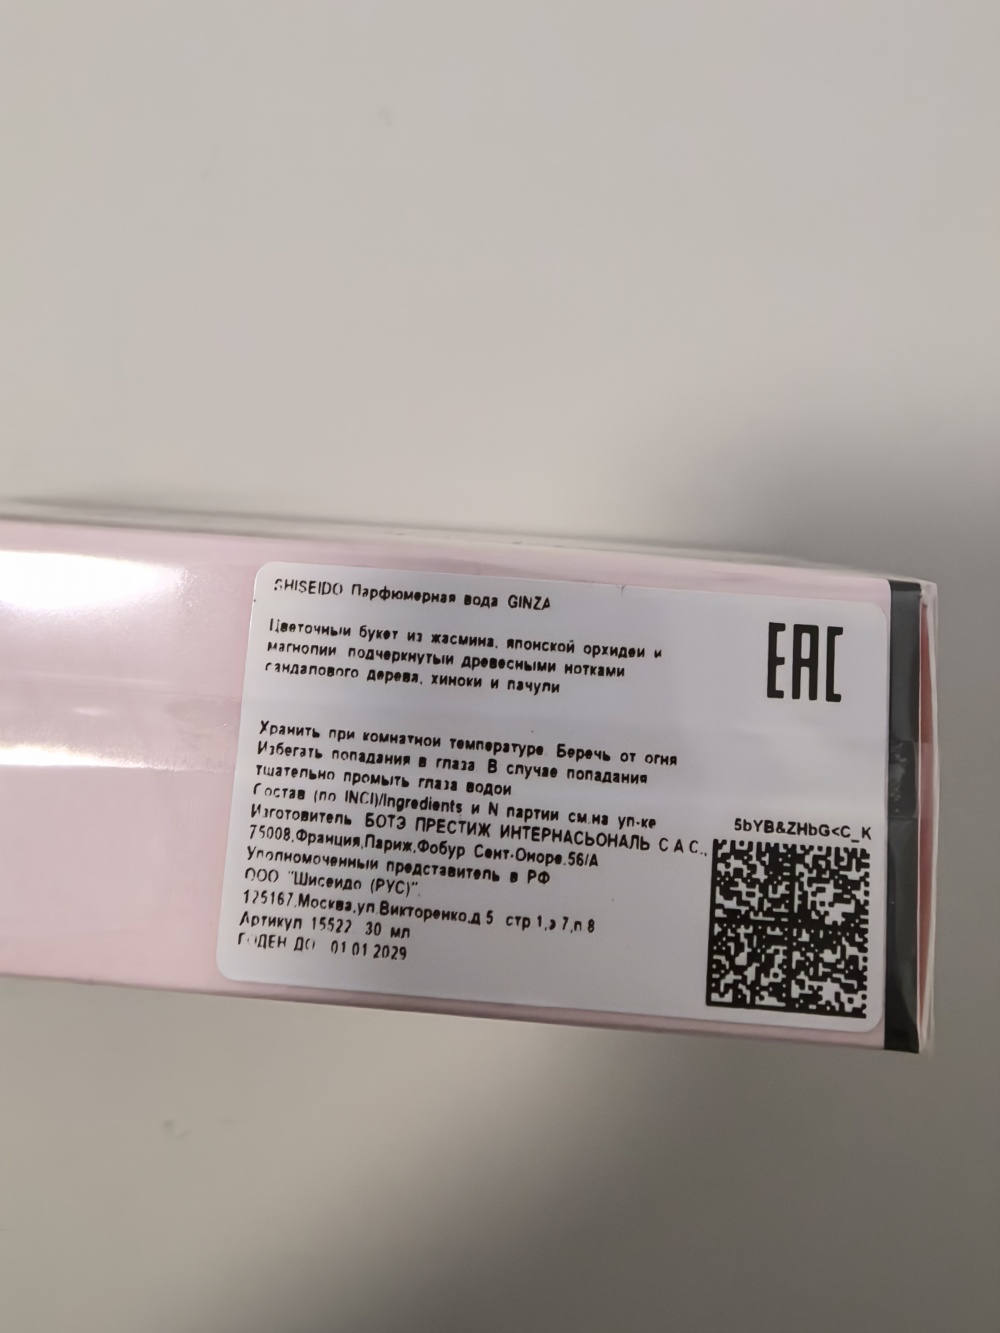 SHISEIDO Парфюмерная вода GINZA
Цветочный букет из жасмина, японской орхидеи и
магнолии подчеркнутый древесными нотками
сандалового дерева, хиноки и пачули
EAC
Хранить при комнатной температуре. Беречь от огня
Избегать попадания в глаза. В случае попадания
тщательно промыть глаза водой
Состав (по INCI)/Ingredients и N партии см.на уп-ке
Изготовитель БОТЭ ПРЕСТИЖ ИНТЕРНАСЬОНАЛЬ С.А.С.,
75008,Франция,Париж,Фобур Сент-Оноре,56/А
Уполномоченный представитель в РФ
ООО "Шисейдо (РУС)".
125167,Москва,ул.Викторенко,д.5 стр 1,э 7,п 8
Артикул 15522 30 мл
ГОДЕН ДО 01 01 2029
5bYB&ZHbG<C_K